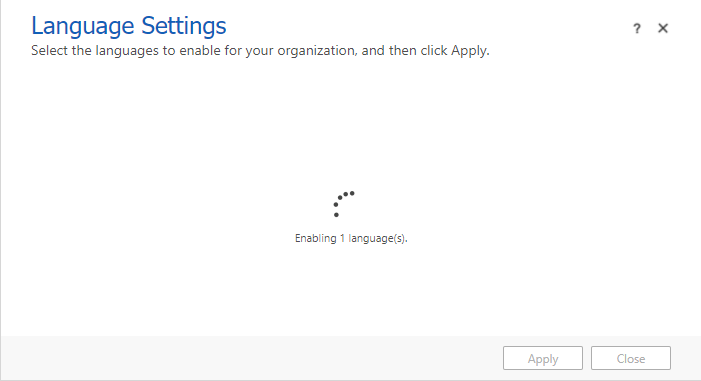 Language Settings
? ✕
Select the languages to enable for your organization, and then click Apply.
Enabling 1 language(s).
Apply Close